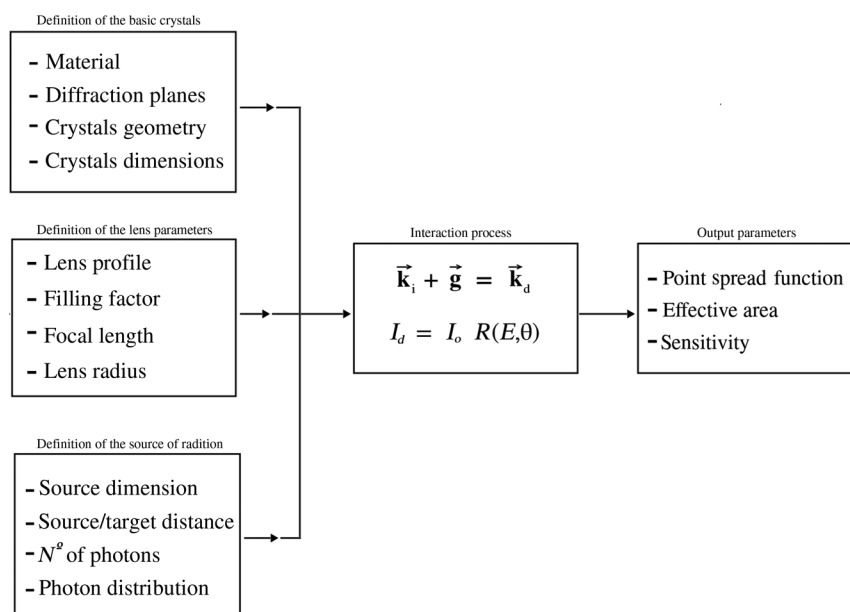 Definition of the basic crystals
- Material
- Diffraction planes
- Crystals geometry
- Crystals dimensions
Definition of the lens parameters
- Lens profile
- Filling factor
- Focal length
- Lens radius
Definition of the source of radition
- Source dimension
- Source/target distance
- Nº of photons
- Photon distribution
Interaction process
k⃗i + g⃗ = k⃗d
Id = Io R(E,θ)
Output parameters
- Point spread function
- Effective area
- Sensitivity